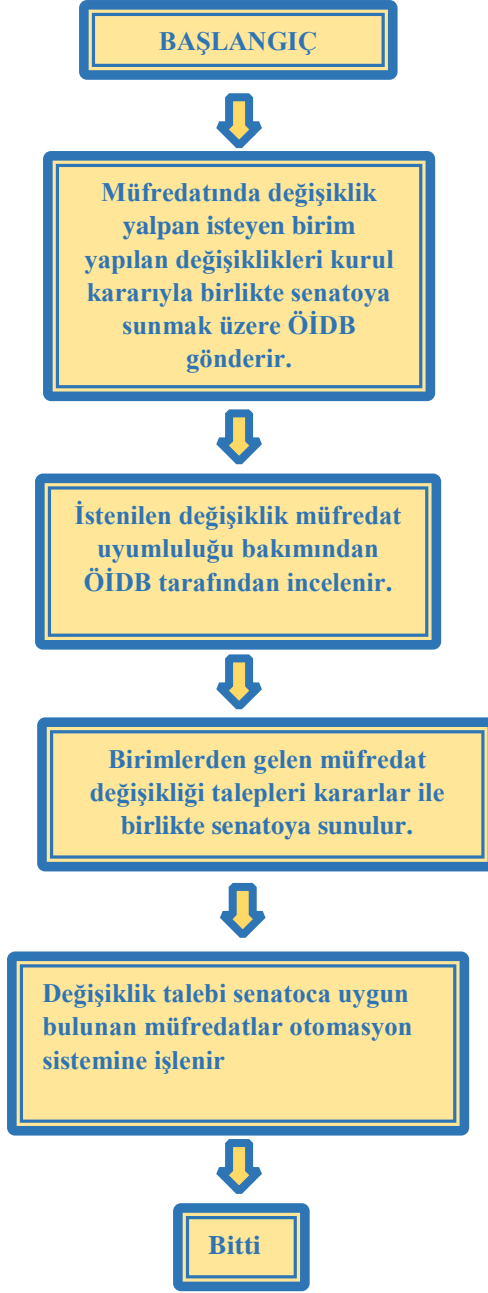 BAŞLANGIÇ
Müfredatında değişiklik
yalpan isteyen birim
yapılan değişiklikleri kurul
kararıyla birlikte senatoya
sunmak üzere ÖİDB
gönderir.
İstenilen değişiklik müfredat
uyumluluğu bakımından
ÖİDB tarafından incelenir.
Birimlerden gelen müfredat
değişikliği talepleri kararlar ile
birlikte senatoya sunulur.
Değişiklik talebi senatoca uygun
bulunan müfredatlar otomasyon
sistemine işlenir
Bitti